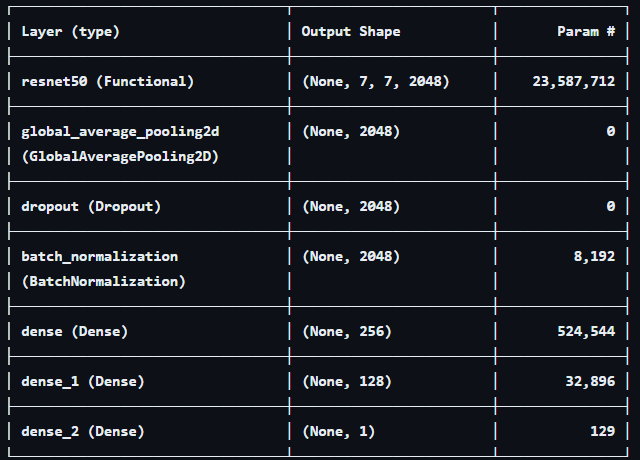 Layer (type) Output Shape Param #
resnet50 (Functional) (None, 7, 7, 2048) 23,587,712
global_average_pooling2d (None, 2048) 0
(GlobalAveragePooling2D)
dropout (Dropout) (None, 2048) 0
batch_normalization (None, 2048) 8,192
(BatchNormalization)
dense (Dense) (None, 256) 524,544
dense_1 (Dense) (None, 128) 32,896
dense_2 (Dense) (None, 1) 129